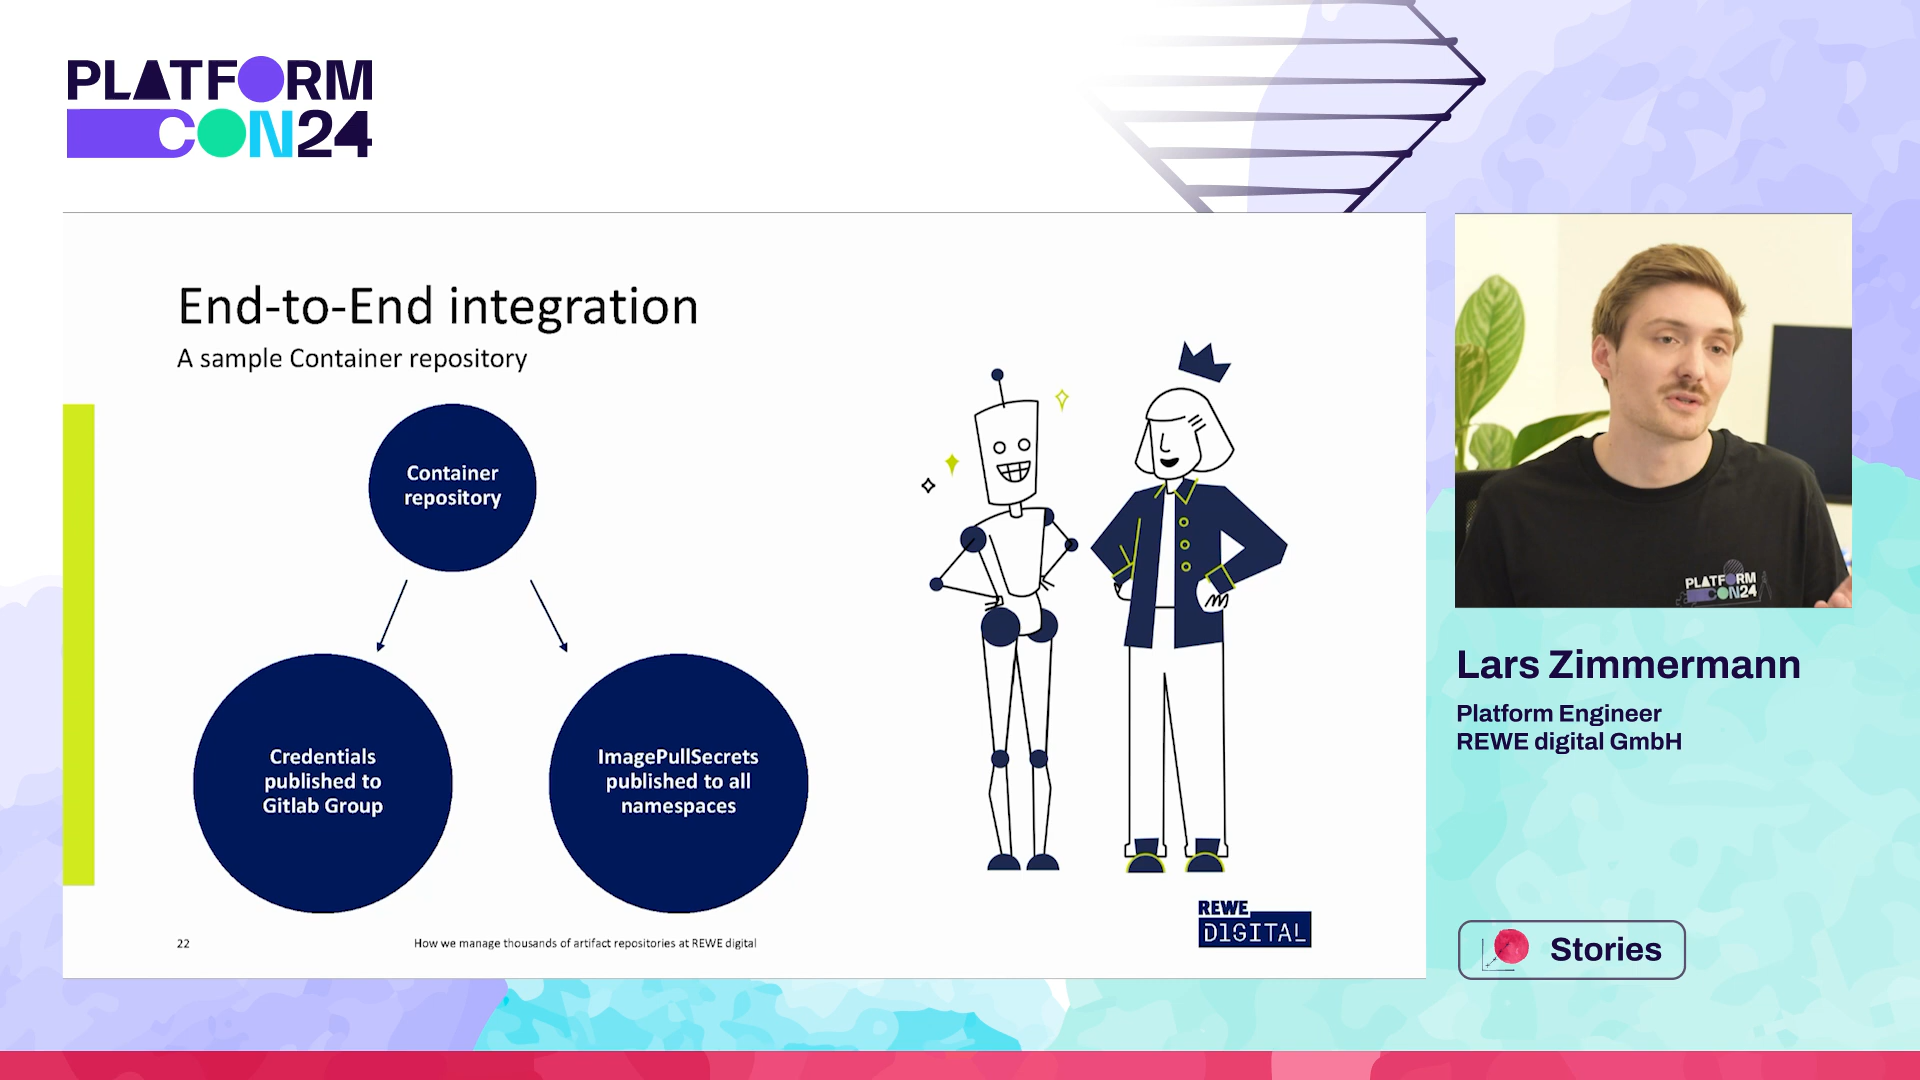 PLATFORM
CON24
End-to-End integration
A sample Container repository
Container
repository
Credentials
published to
Gitlab Group
ImagePullSecrets
published to all
namespaces
22
How we manage thousands of artifact repositories at REWE digital
REWE
DIGITAL
PLATFORM
CON24
Lars Zimmermann
Platform Engineer
REWE digital GmbH
Stories